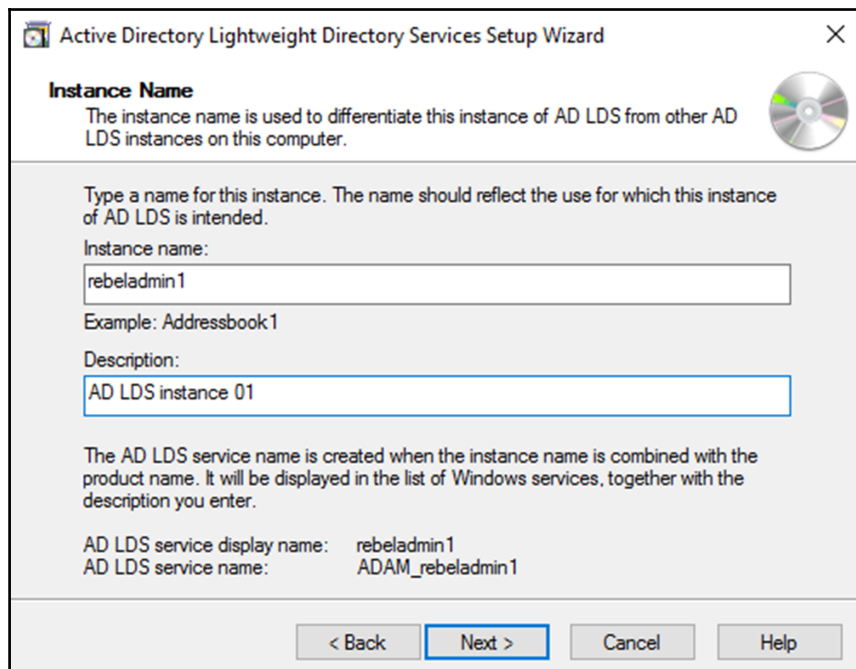 Active Directory Lightweight Directory Services Setup Wizard
Instance Name
The instance name is used to differentiate this instance of AD LDS from other AD
LDS instances on this computer.
Type a name for this instance. The name should reflect the use for which this instance
of AD LDS is intended.
Instance name:
rebeladmin1
Example: Addressbook1
Description:
AD LDS instance 01
The AD LDS service name is created when the instance name is combined with the
product name. It will be displayed in the list of Windows services, together with the
description you enter.
AD LDS service display name: rebeladmin1
AD LDS service name: ADAM_rebeladmin1
< Back Next > Cancel Help